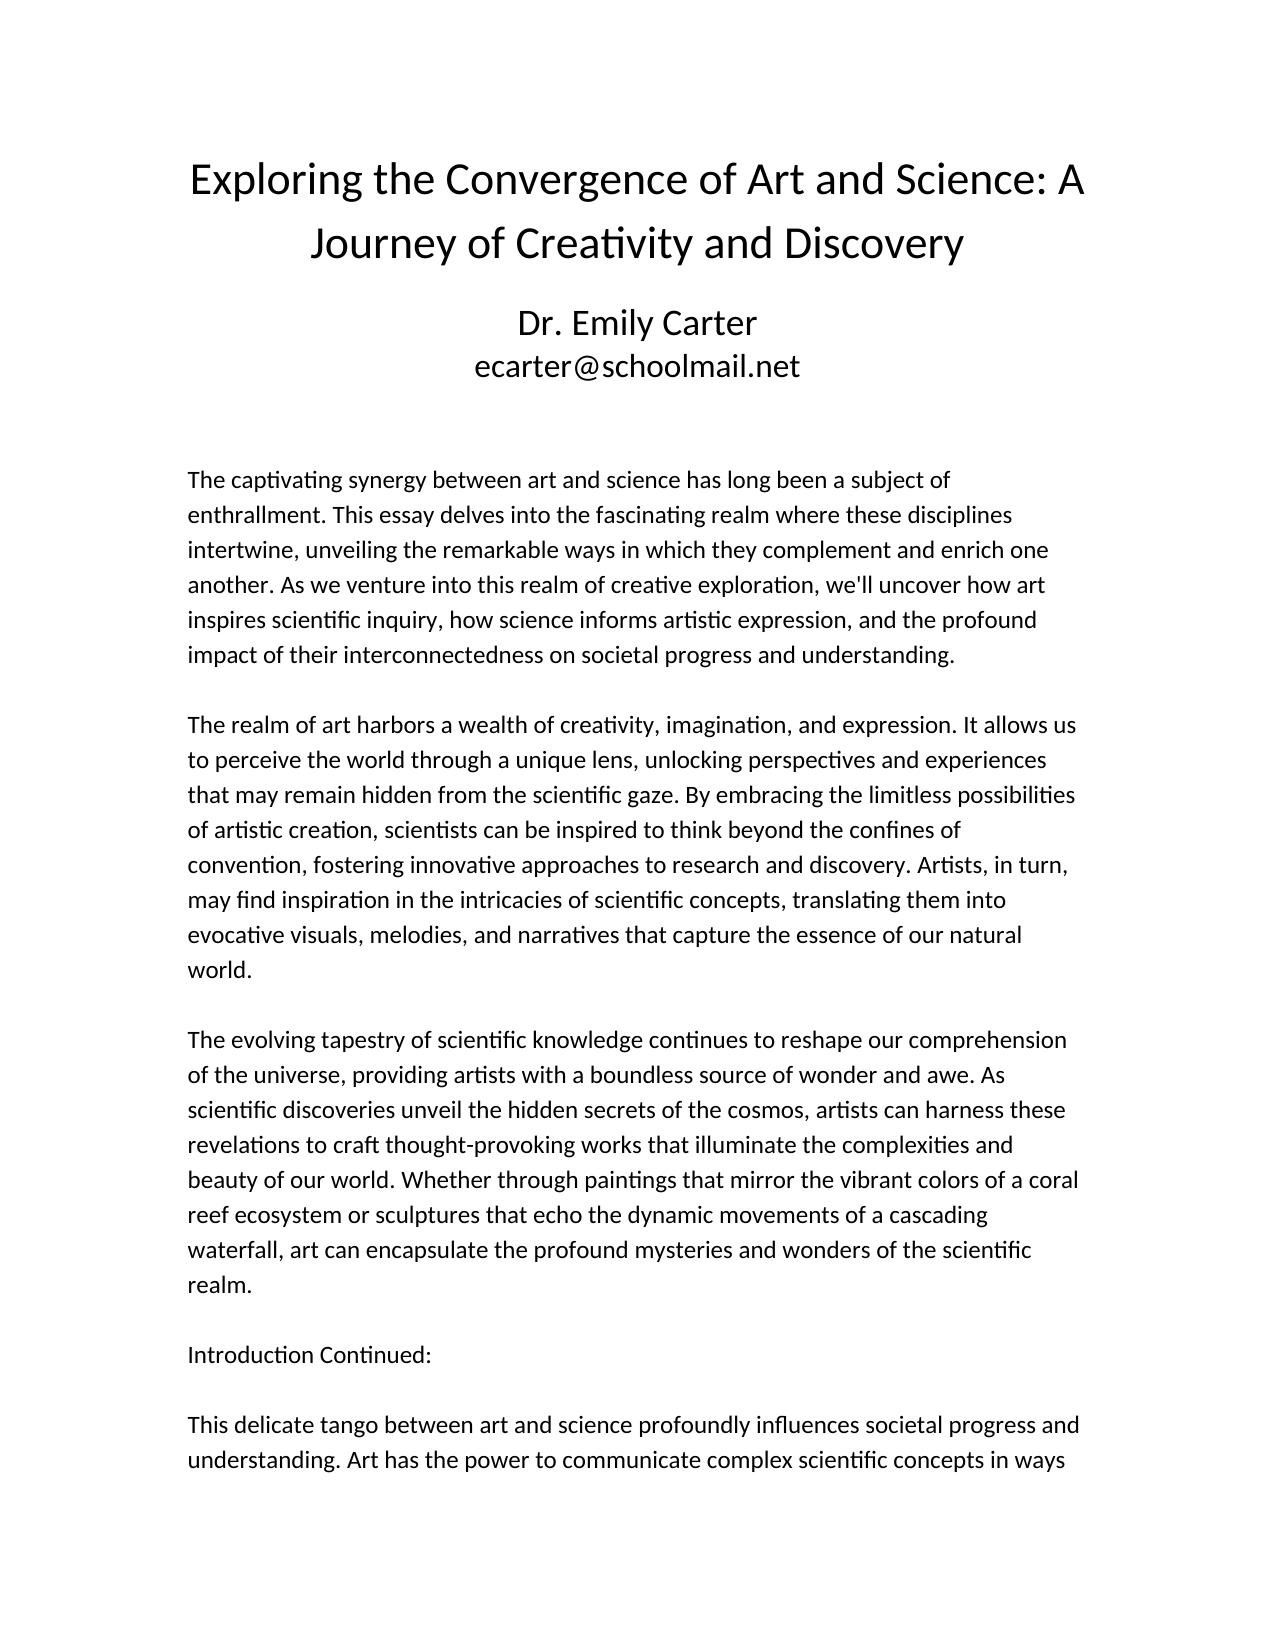 Exploring the Convergence of Art and Science: A
Journey of Creativity and Discovery
Dr. Emily Carter
ecarter@schoolmail.net
The captivating synergy between art and science has long been a subject of
enthrallment. This essay delves into the fascinating realm where these disciplines
intertwine, unveiling the remarkable ways in which they complement and enrich one
another. As we venture into this realm of creative exploration, we'll uncover how art
inspires scientific inquiry, how science informs artistic expression, and the profound
impact of their interconnectedness on societal progress and understanding.
The realm of art harbors a wealth of creativity, imagination, and expression. It allows us
to perceive the world through a unique lens, unlocking perspectives and experiences
that may remain hidden from the scientific gaze. By embracing the limitless possibilities
of artistic creation, scientists can be inspired to think beyond the confines of
convention, fostering innovative approaches to research and discovery. Artists, in turn,
may find inspiration in the intricacies of scientific concepts, translating them into
evocative visuals, melodies, and narratives that capture the essence of our natural
world.
The evolving tapestry of scientific knowledge continues to reshape our comprehension
of the universe, providing artists with a boundless source of wonder and awe. As
scientific discoveries unveil the hidden secrets of the cosmos, artists can harness these
revelations to craft thought-provoking works that illuminate the complexities and
beauty of our world. Whether through paintings that mirror the vibrant colors of a coral
reef ecosystem or sculptures that echo the dynamic movements of a cascading
waterfall, art can encapsulate the profound mysteries and wonders of the scientific
realm.
Introduction Continued:
This delicate tango between art and science profoundly influences societal progress and
understanding. Art has the power to communicate complex scientific concepts in ways